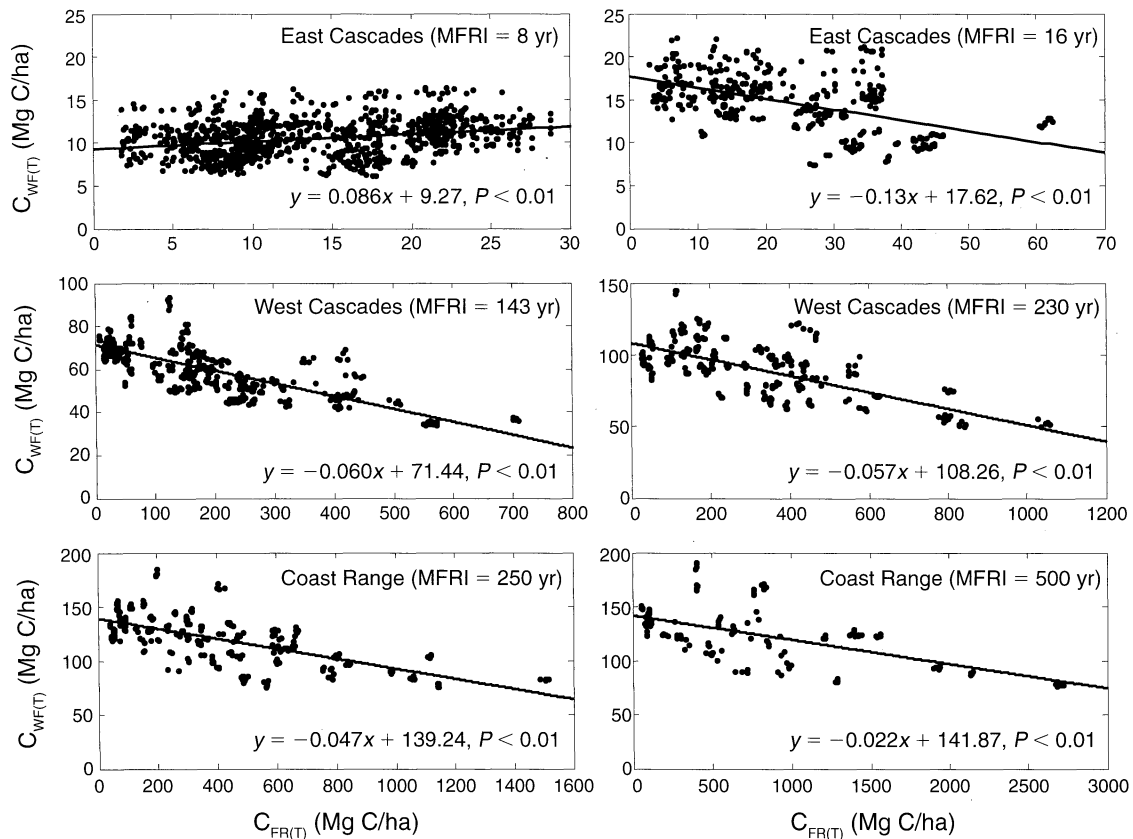 East Cascades (MFRI = 8 yr)
y = 0.086x + 9.27, P < 0.01
25
20
15
10
5
0
0 5 10 15 20 25 30
C_WF(T) (Mg C/ha)
East Cascades (MFRI = 16 yr)
y = −0.13x + 17.62, P < 0.01
25
20
15
10
5
0
0 10 20 30 40 50 60 70
West Cascades (MFRI = 143 yr)
y = −0.060x + 71.44, P < 0.01
100
80
60
40
20
0
0 100 200 300 400 500 600 700 800
C_WF(T) (Mg C/ha)
West Cascades (MFRI = 230 yr)
y = −0.057x + 108.26, P < 0.01
150
100
50
0
0 200 400 600 800 1000 1200
Coast Range (MFRI = 250 yr)
y = −0.047x + 139.24, P < 0.01
200
150
100
50
0
0 200 400 600 800 1000 1200 1400 1600
C_WF(T) (Mg C/ha)
C_FR(T) (Mg C/ha)
Coast Range (MFRI = 500 yr)
y = −0.022x + 141.87, P < 0.01
200
150
100
50
0
0 500 1000 1500 2000 2500 3000
C_FR(T) (Mg C/ha)